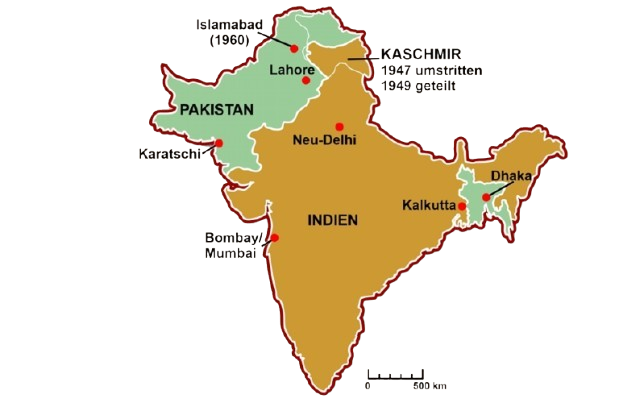 Islamabad
(1960)
KASCHMIR
1947 umstritten
1949 geteilt
Lahore
PAKISTAN
Neu-Delhi
Karatschi
Dhaka
Kalkutta
INDIEN
Bombay/
Mumbai
0 500 km